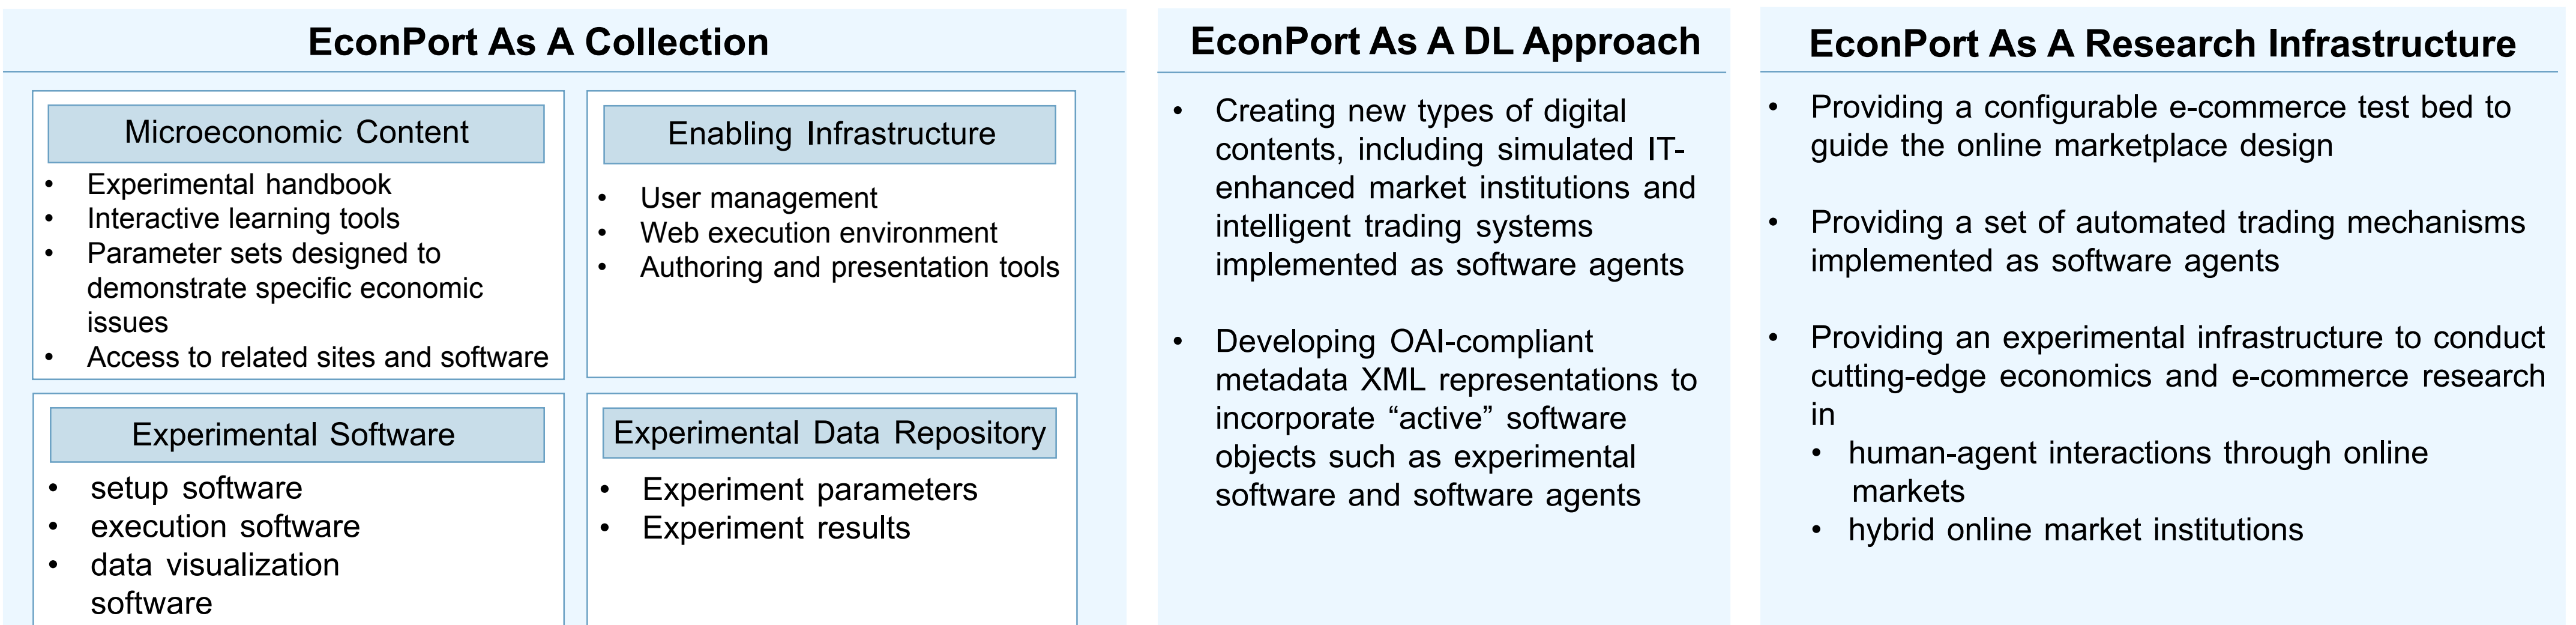 EconPort As A Collection
Microeconomic Content
• Experimental handbook
• Interactive learning tools
• Parameter sets designed to
demonstrate specific economic
issues
• Access to related sites and software
Enabling Infrastructure
• User management
• Web execution environment
• Authoring and presentation tools
Experimental Software
• setup software
• execution software
• data visualization
software
Experimental Data Repository
• Experiment parameters
• Experiment results
EconPort As A DL Approach
• Creating new types of digital
contents, including simulated IT-
enhanced market institutions and
intelligent trading systems
implemented as software agents
• Developing OAI-compliant
metadata XML representations to
incorporate “active” software
objects such as experimental
software and software agents
EconPort As A Research Infrastructure
• Providing a configurable e-commerce test bed to
guide the online marketplace design
• Providing a set of automated trading mechanisms
implemented as software agents
• Providing an experimental infrastructure to conduct
cutting-edge economics and e-commerce research
in
• human-agent interactions through online
markets
• hybrid online market institutions